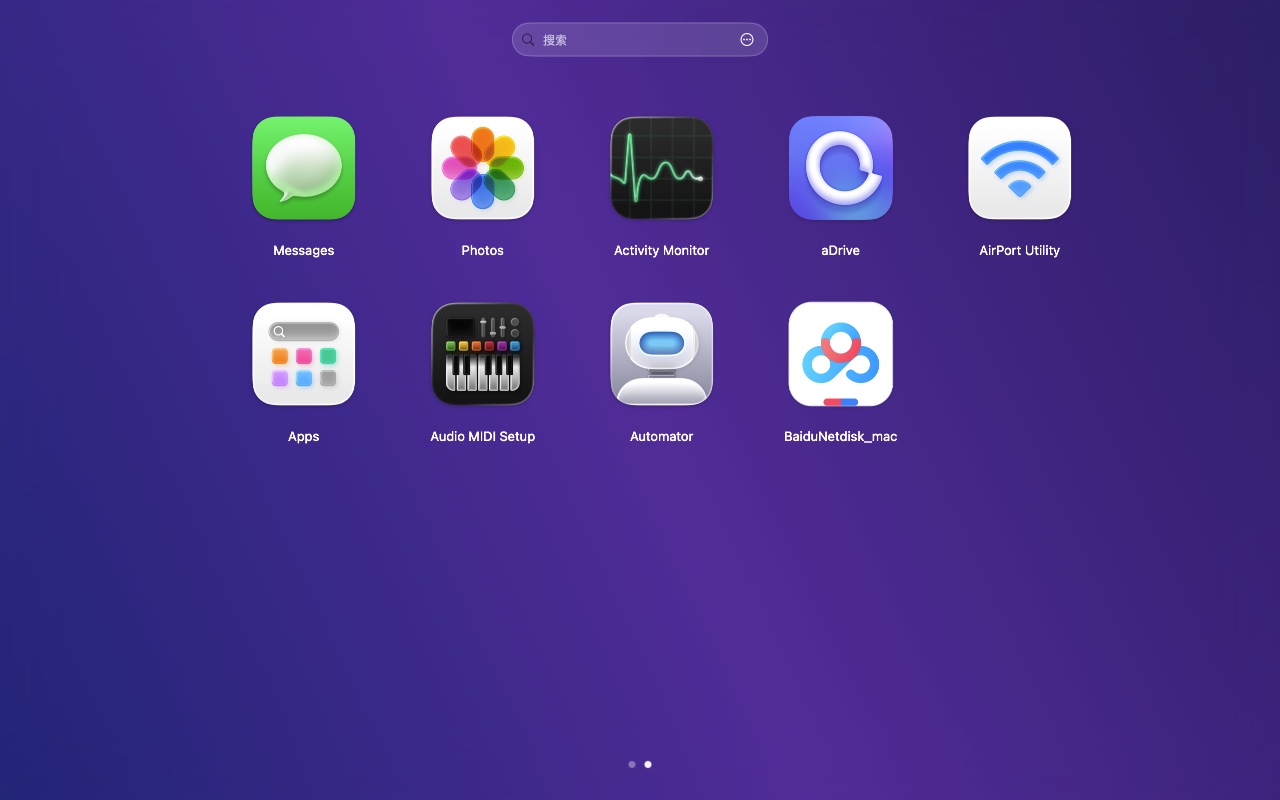 搜索
Messages
Photos
Activity Monitor
aDrive
AirPort Utility
Apps
Audio MIDI Setup
Automator
BaiduNetdisk_mac